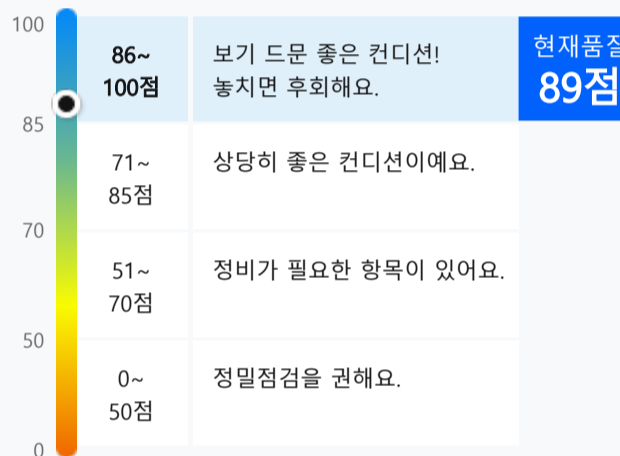 100
86~
100점
보기 드문 좋은 컨디션!
놓치면 후회해요.
현재품질
89점
85
71~
85점
상당히 좋은 컨디션이예요.
70
51~
70점
정비가 필요한 항목이 있어요.
50
0~
50점
정밀점검을 권해요.
0